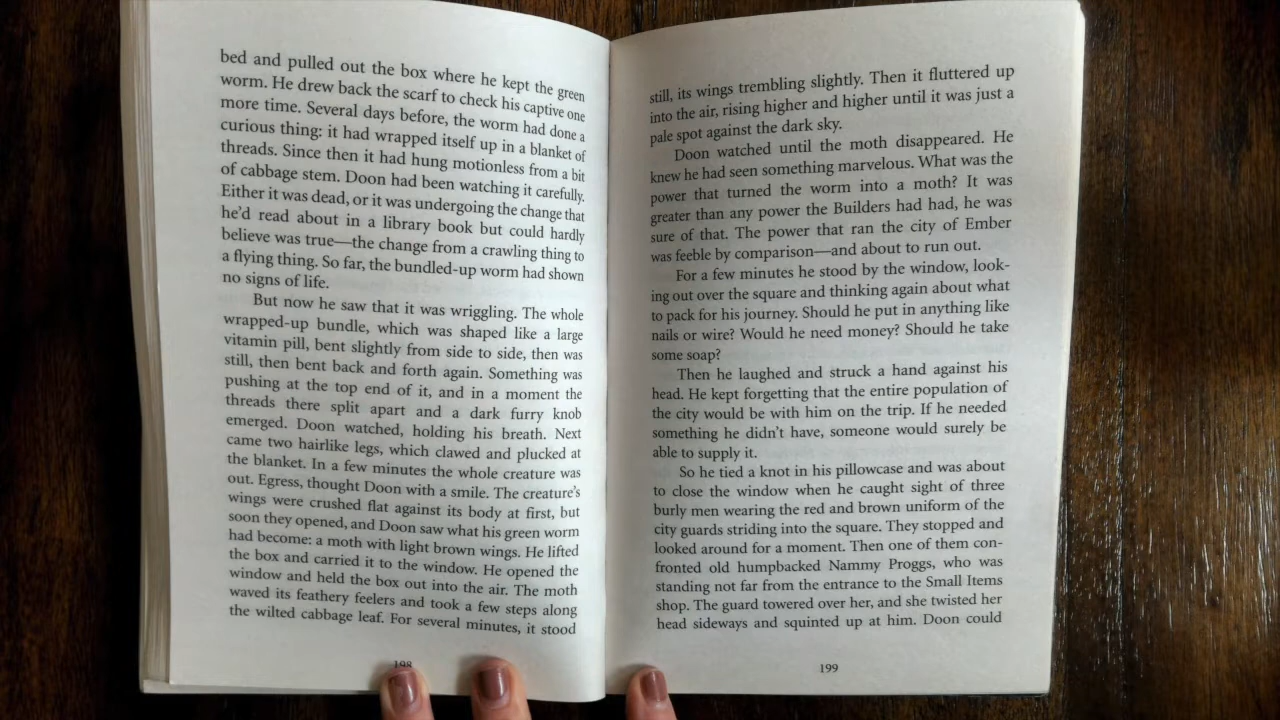 bed and pulled out the box where he kept the green
worm. He drew back the scarf to check his captive one
more time. Several days before, the worm had done a
curious thing: it had wrapped itself up in a blanket of
threads. Since then it had hung motionless from a bit
of cabbage stem. Doon had been watching it carefully.
Either it was dead, or it was undergoing the change that
he'd read about in a library book but could hardly
believe was true—the change from a crawling thing to
a flying thing. So far, the bundled-up worm had shown
no signs of life.
But now he saw that it was wriggling. The whole
wrapped-up bundle, which was shaped like a large
vitamin pill, bent slightly from side to side, then was
still, then bent back and forth again. Something was
pushing at the top end of it, and in a moment the
threads there split apart and a dark furry knob
emerged. Doon watched, holding his breath. Next
came two hairlike legs, which clawed and plucked at
the blanket. In a few minutes the whole creature was
out. Egress, thought Doon with a smile. The creature's
wings were crushed flat against its body at first, but
soon they opened, and Doon saw what his green worm
had become: a moth with light brown wings. He lifted
the box and carried it to the window. He opened the
window and held the box out into the air. The moth
waved its feathery feelers and took a few steps along
the wilted cabbage leaf. For several minutes, it stood
198
still, its wings trembling slightly. Then it fluttered up
into the air, rising higher and higher until it was just a
pale spot against the dark sky.
Doon watched until the moth disappeared. He
knew he had seen something marvelous. What was the
power that turned the worm into a moth? It was
greater than any power the Builders had had, he was
sure of that. The power that ran the city of Ember
was feeble by comparison—and about to run out.
For a few minutes he stood by the window, look-
ing out over the square and thinking again about what
to pack for his journey. Should he put in anything like
nails or wire? Would he need money? Should he take
some soap?
Then he laughed and struck a hand against his
head. He kept forgetting that the entire population of
the city would be with him on the trip. If he needed
something he didn't have, someone would surely be
able to supply it.
So he tied a knot in his pillowcase and was about
to close the window when he caught sight of three
burly men wearing the red and brown uniform of the
city guards striding into the square. They stopped and
looked around for a moment. Then one of them con-
fronted old humpbacked Nammy Proggs, who was
standing not far from the entrance to the Small Items
shop. The guard towered over her, and she twisted her
head sideways and squinted up at him. Doon could
199